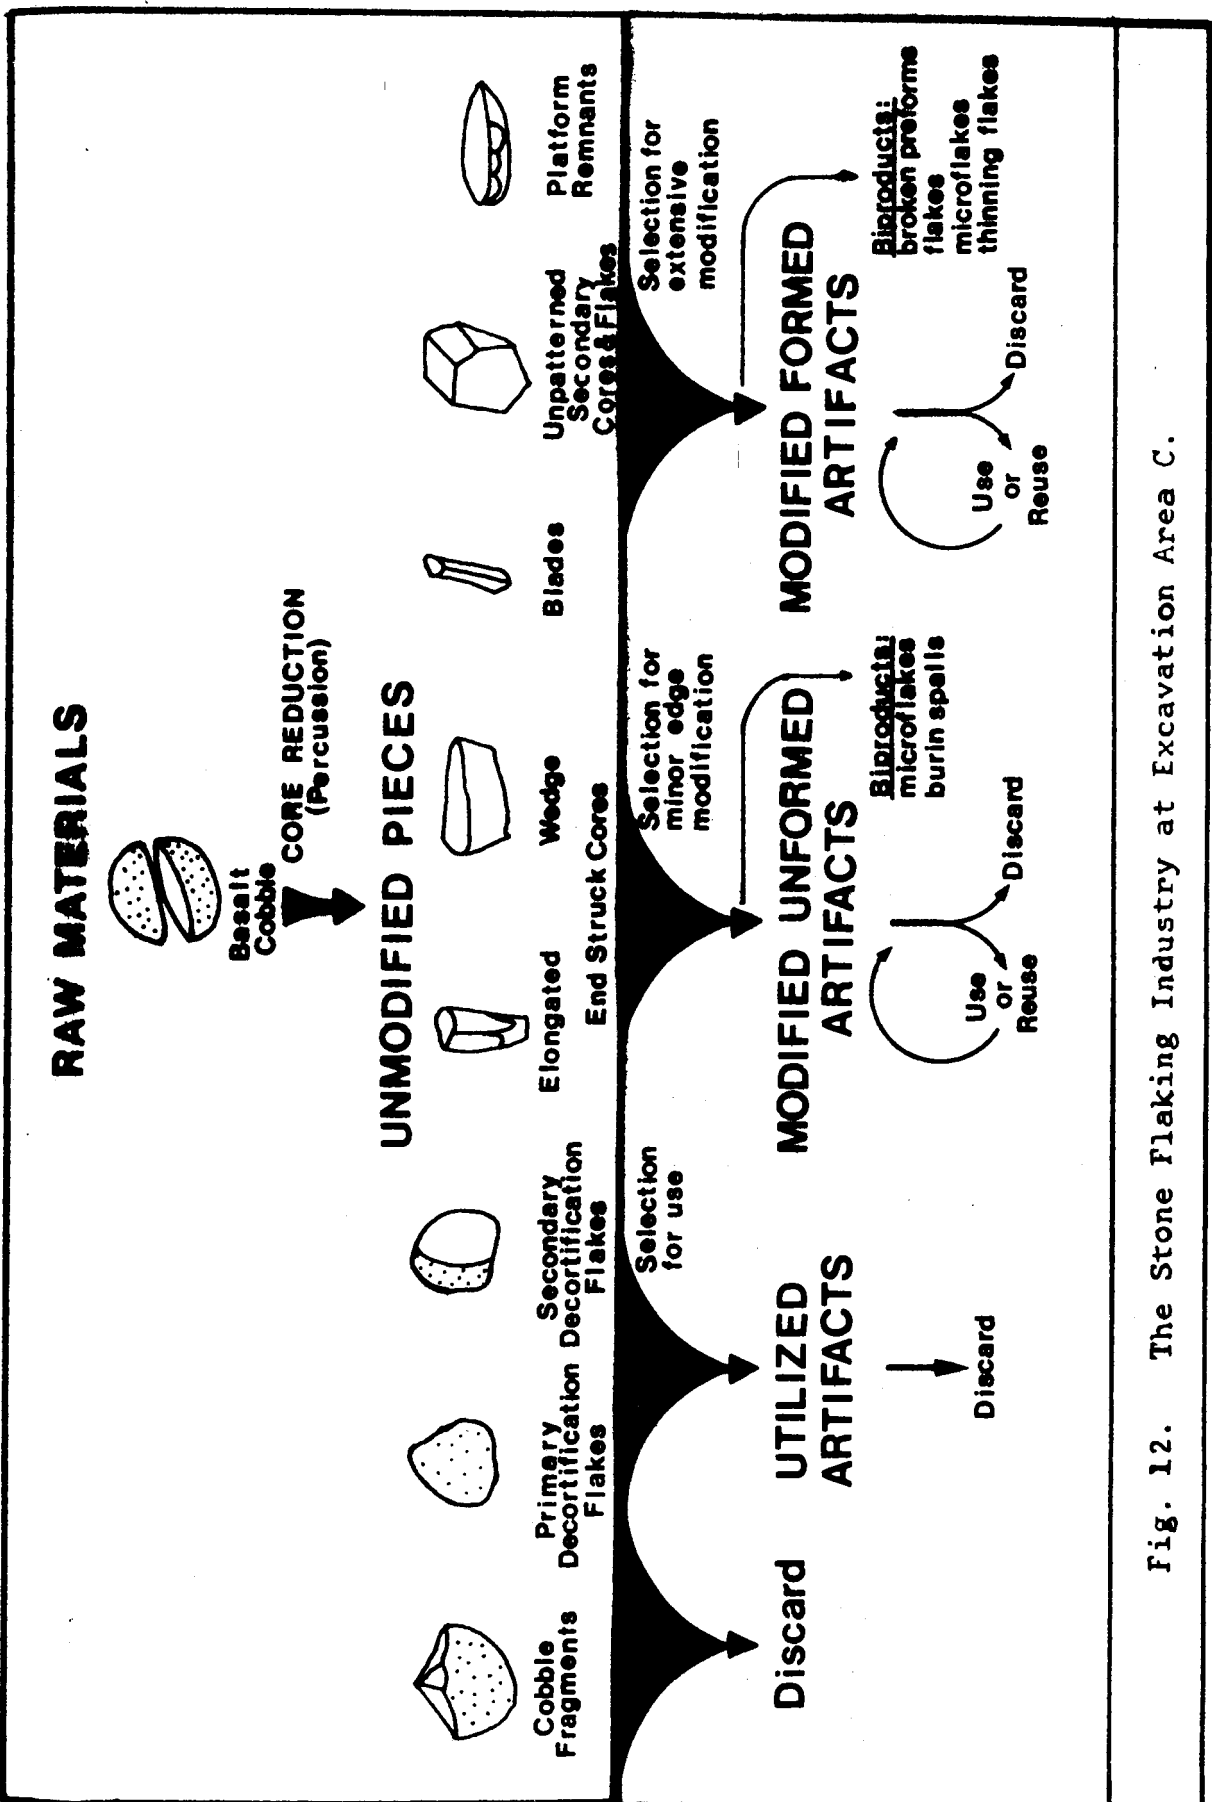 RAW MATERIALS
Basalt
Cobble
CORE REDUCTION
(Percussion)
UNMODIFIED PIECES
Cobble
Fragments
Primary
Decortification
Flakes
Secondary
Decortification
Flakes
Elongated
Wedge
End Struck Cores
Blades
Unpatterned
Secondary
Cores & Flakes
Platform
Remnants
Discard
Selection
for use
UTILIZED
ARTIFACTS
Discard
Selection for
minor edge
modification
MODIFIED UNFORMED
ARTIFACTS
Biproducts:
microflakes
burin spalls
Use
or
Reuse
Discard
Selection for
extensive
modification
MODIFIED FORMED
ARTIFACTS
Biproducts:
broken preforms
flakes
microflakes
thinning flakes
Use
or
Reuse
Discard
Fig. 12. The Stone Flaking Industry at Excavation Area C.